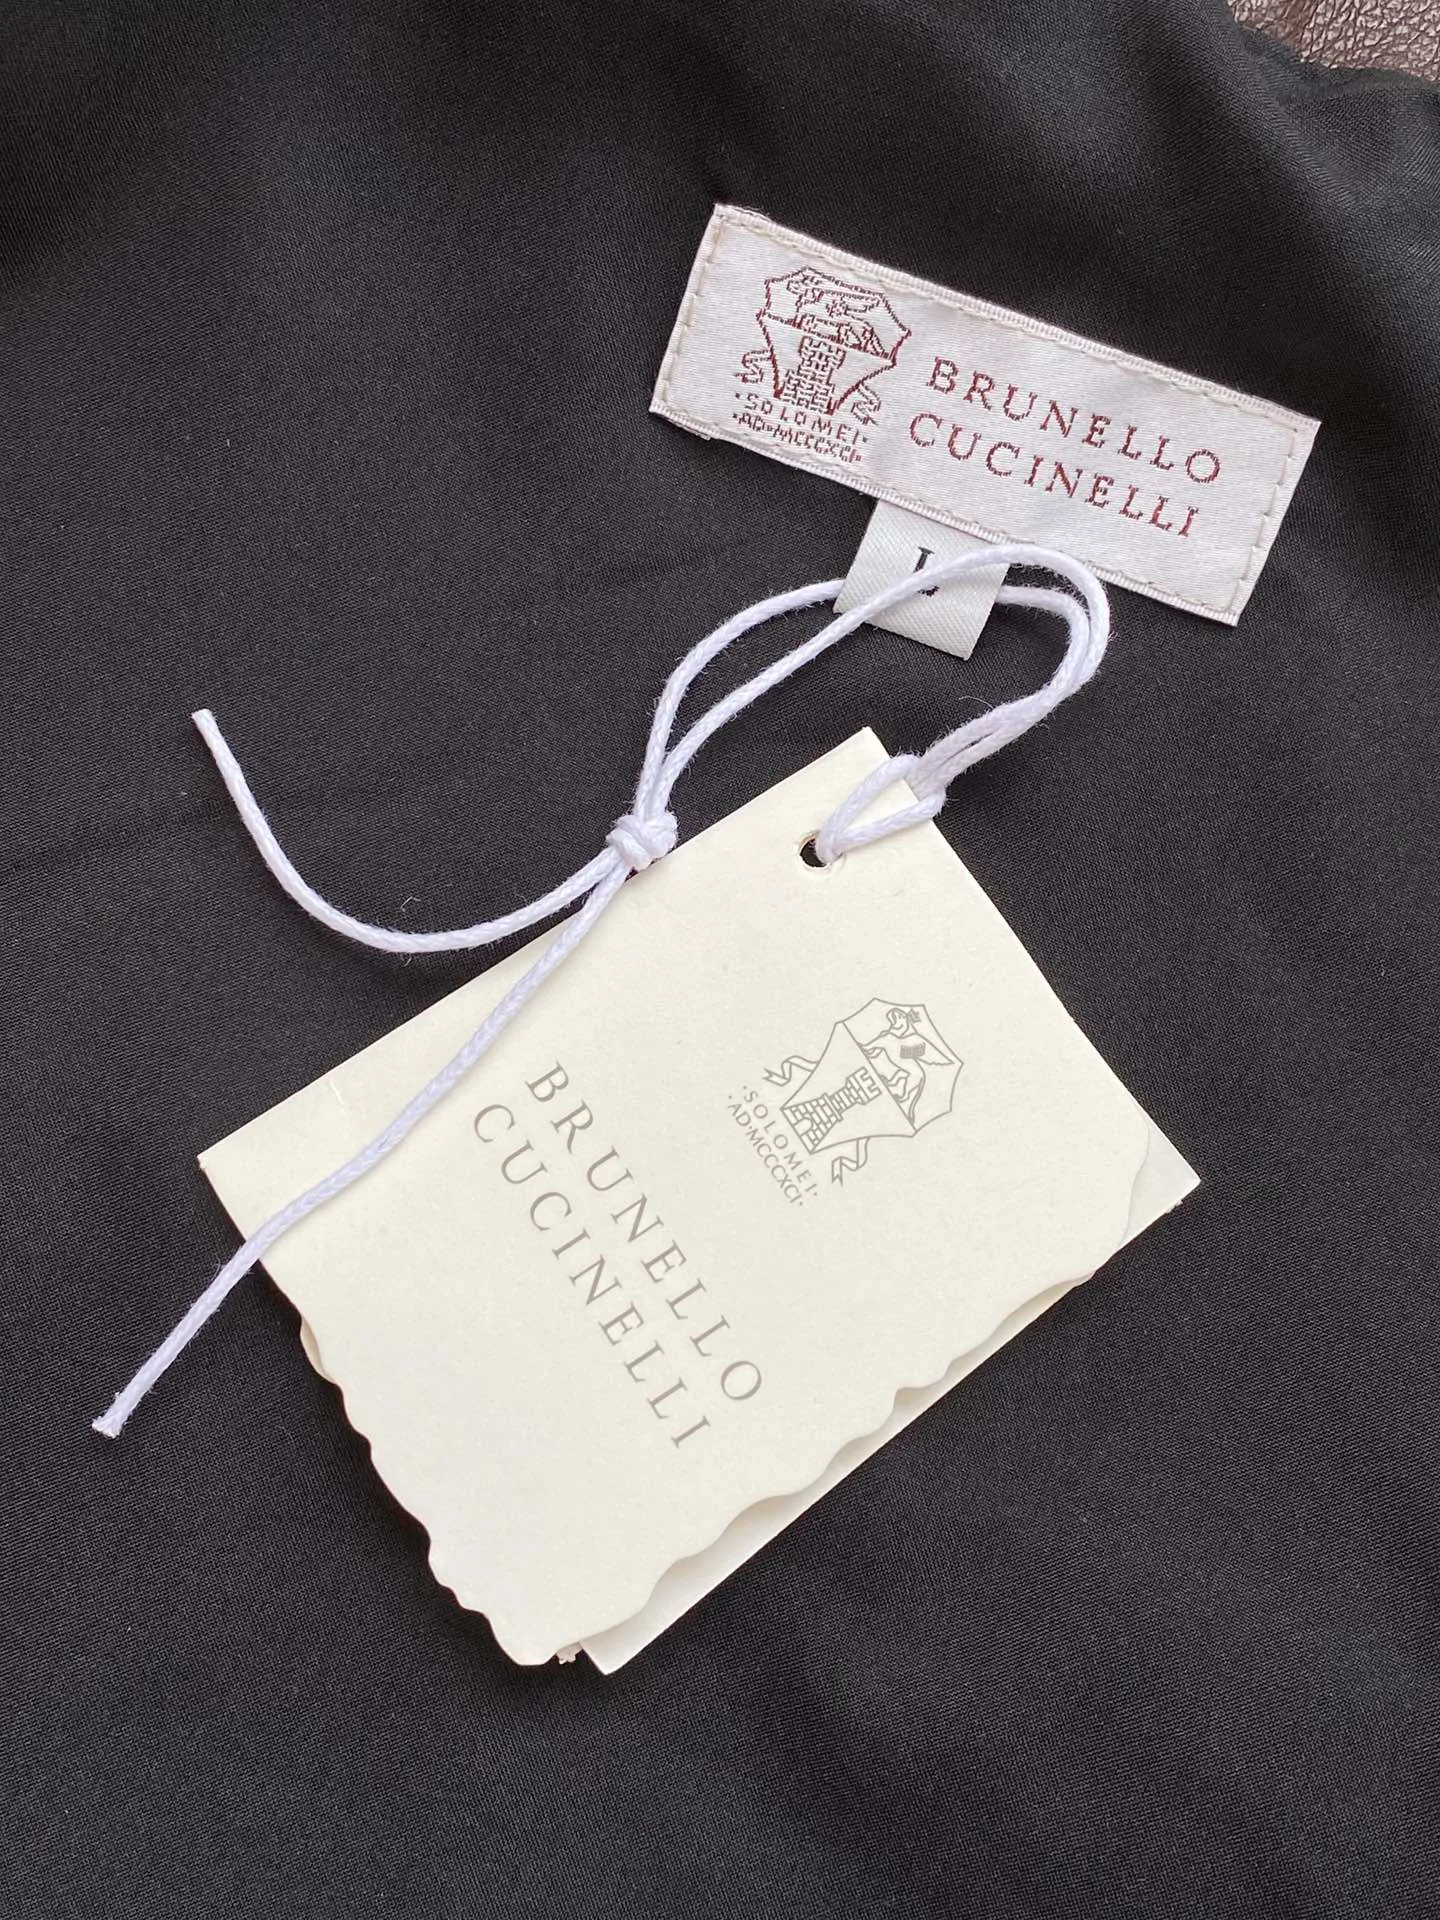 BRUNELLO
CUCINELLI
·SOLOMEI·
·AD·MCCCXCI·
·SOLOMEI·
·AD·MCCCXCI·
BRUNELLO
CUCINELLI